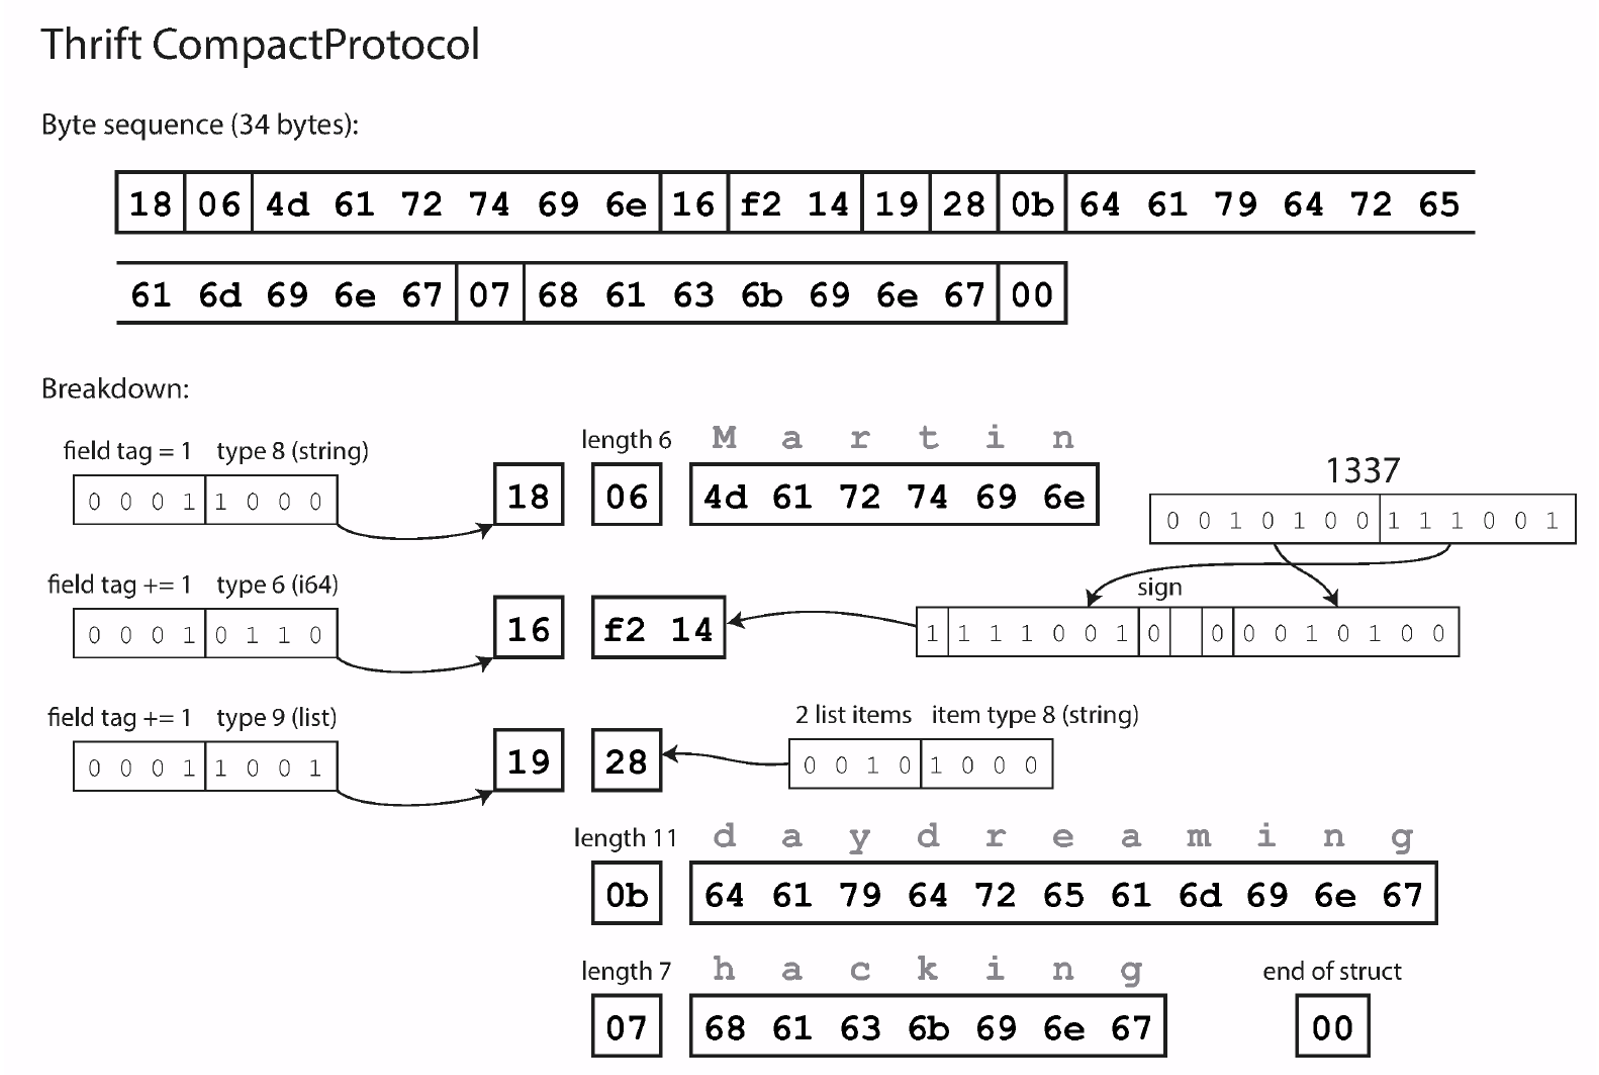 Thrift CompactProtocol
Byte sequence (34 bytes):
18 06 4d 61 72 74 69 6e 16 f2 14 19 28 0b 64 61 79 64 72 65
61 6d 69 6e 67 07 68 61 63 6b 69 6e 67 00
Breakdown:
field tag = 1 type 8 (string) length 6 M a r t i n
0 0 0 1 1 0 0 0 18 06 4d 61 72 74 69 6e
1337
0 0 1 0 1 0 0 1 1 1 0 0 1
field tag += 1 type 6 (i64) sign
0 0 0 1 0 1 1 0 16 f2 14 1 1 1 1 0 0 1 0 0 0 0 1 0 1 0 0
field tag += 1 type 9 (list) 2 list items item type 8 (string)
0 0 0 1 1 0 0 1 19 28 0 0 1 0 1 0 0 0
length 11 d a y d r e a m i n g
0b 64 61 79 64 72 65 61 6d 69 6e 67
length 7 h a c k i n g end of struct
07 68 61 63 6b 69 6e 67 00